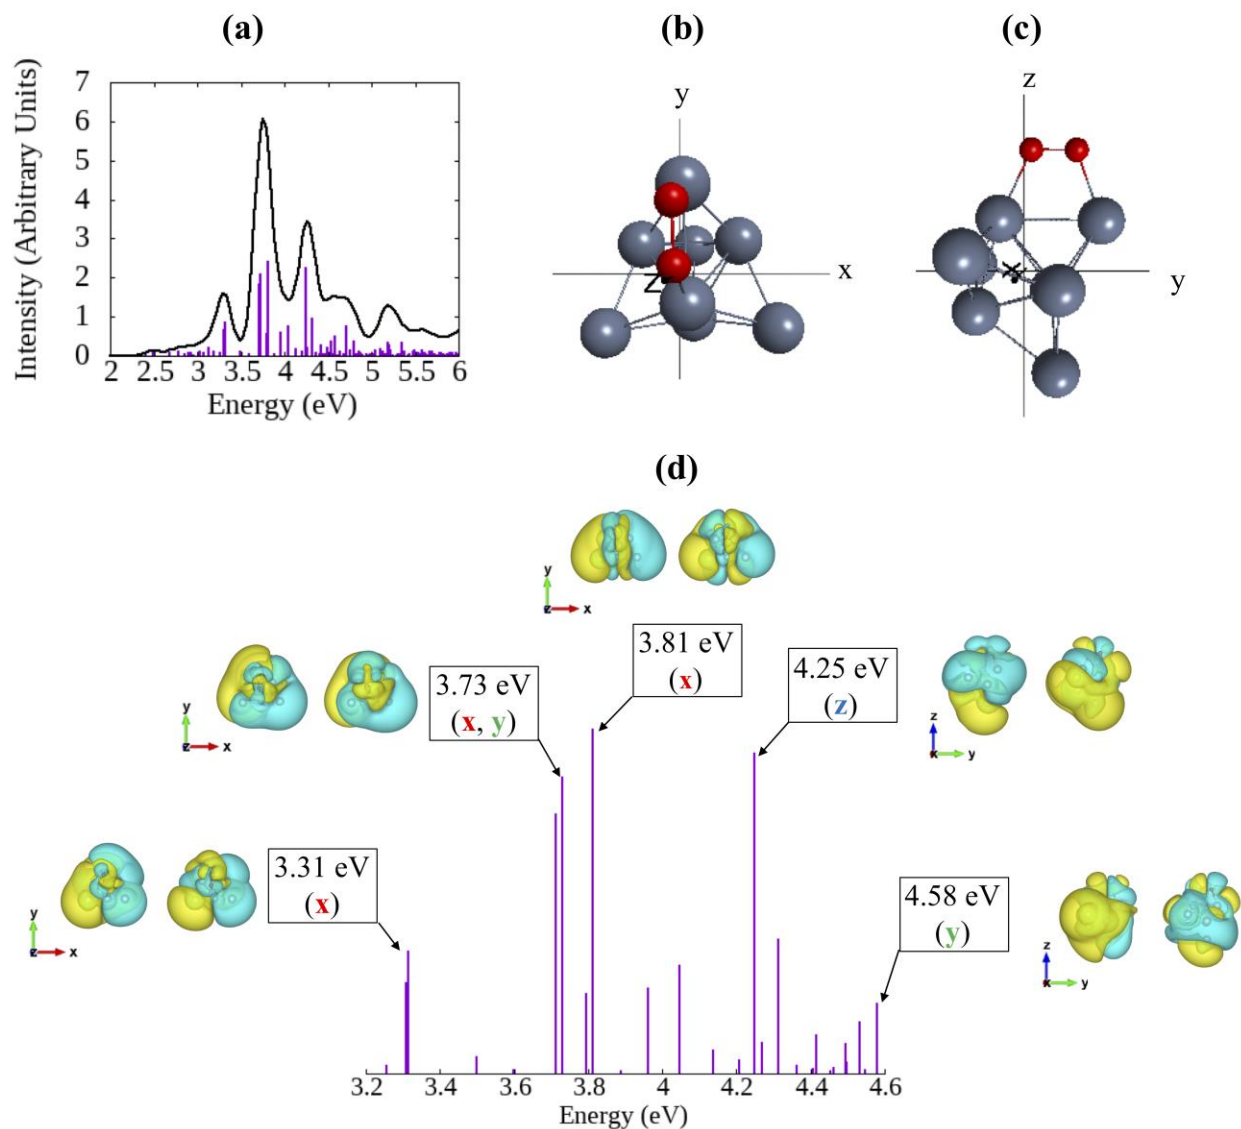 (a)
(b)
(c)
Intensity (Arbitrary Units)
7
6
5
4
3
2
1
0
2 2.5 3 3.5 4 4.5 5 5.5 6
Energy (eV)
y
x
Z
z
y
X
(d)
y
z x
3.81 eV
(x)
y
z x
3.73 eV
(x, y)
4.25 eV
(z)
z
x y
y
z x
3.31 eV
(x)
4.58 eV
(y)
z
x y
3.2 3.4 3.6 3.8 4 4.2 4.4 4.6
Energy (eV)